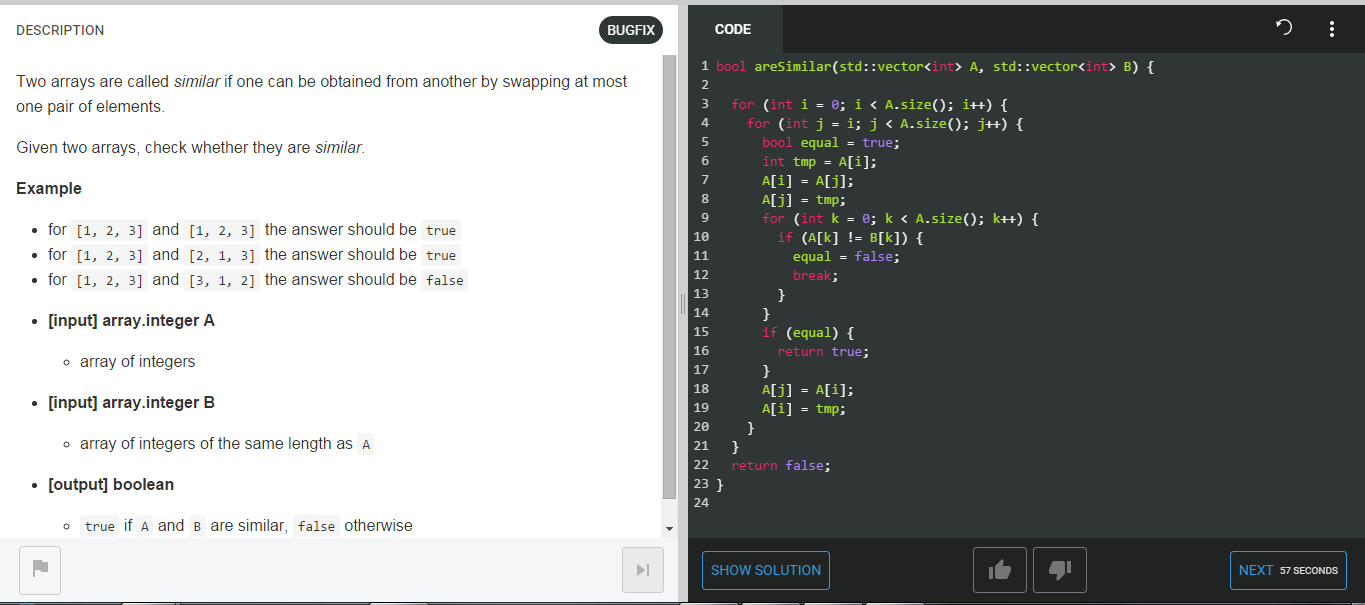 DESCRIPTION
BUGFIX
Two arrays are called similar if one can be obtained from another by swapping at most
one pair of elements.
Given two arrays, check whether they are similar.
Example
• for [1, 2, 3] and [1, 2, 3] the answer should be true
• for [1, 2, 3] and [2, 1, 3] the answer should be true
• for [1, 2, 3] and [3, 1, 2] the answer should be false
• [input] array.integer A
◦ array of integers
• [input] array.integer B
◦ array of integers of the same length as A
• [output] boolean
◦ true if A and B are similar, false otherwise
CODE
1 bool areSimilar(std::vector<int> A, std::vector<int> B) {
2
3   for (int i = 0; i < A.size(); i++) {
4     for (int j = i; j < A.size(); j++) {
5       bool equal = true;
6       int tmp = A[i];
7       A[i] = A[j];
8       A[j] = tmp;
9       for (int k = 0; k < A.size(); k++) {
10         if (A[k] != B[k]) {
11           equal = false;
12           break;
13         }
14       }
15       if (equal) {
16         return true;
17       }
18       A[j] = A[i];
19       A[i] = tmp;
20     }
21   }
22   return false;
23 }
24
SHOW SOLUTION
NEXT 57 SECONDS